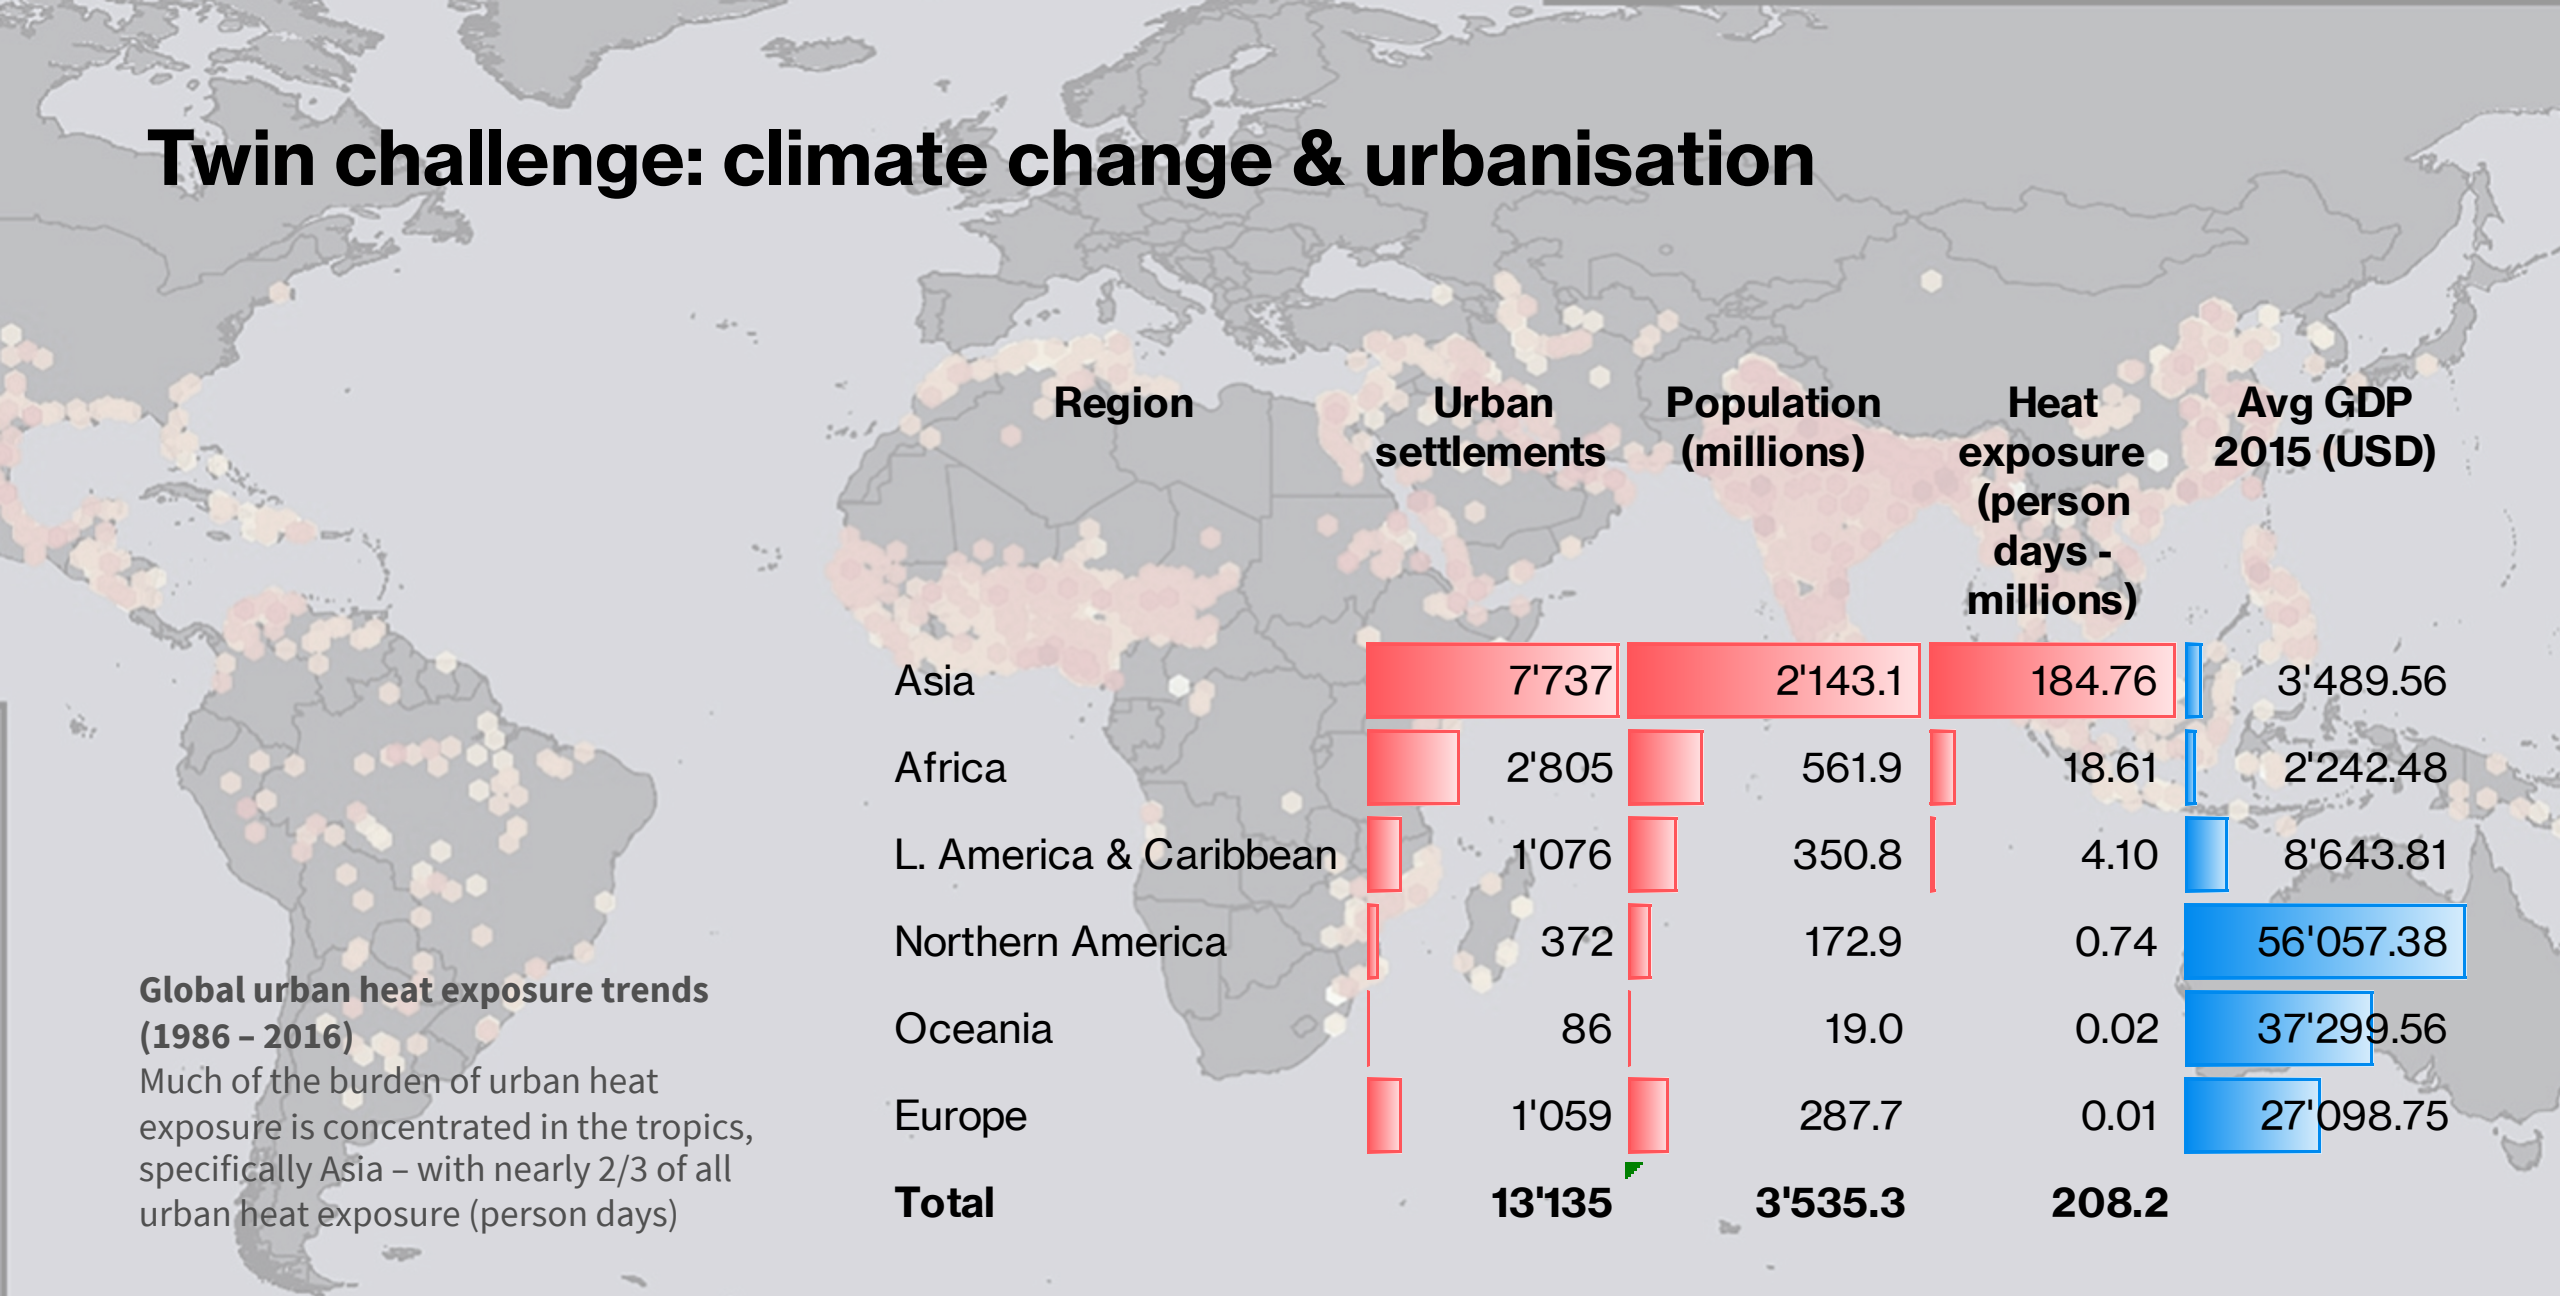 Twin challenge: climate change & urbanisation
Region Urban settlements Population (millions) Heat exposure (person days - millions) Avg GDP 2015 (USD)
Asia 7'737 2'143.1 184.76 3'489.56
Africa 2'805 561.9 18.61 2'242.48
L. America & Caribbean 1'076 350.8 4.10 8'643.81
Northern America 372 172.9 0.74 56'057.38
Oceania 86 19.0 0.02 37'299.56
Europe 1'059 287.7 0.01 27'098.75
Total 13'135 3'535.3 208.2
Global urban heat exposure trends
(1986 – 2016)
Much of the burden of urban heat
exposure is concentrated in the tropics,
specifically Asia – with nearly 2/3 of all
urban heat exposure (person days)